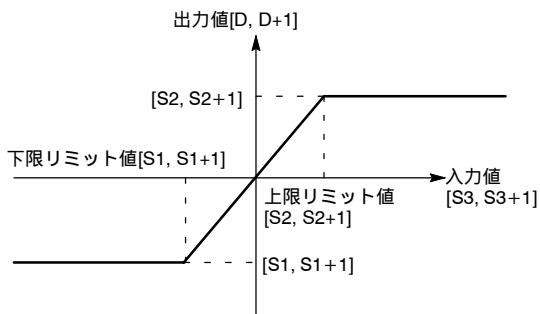 出力値[D, D+1]
[S2, S2+1]
下限リミット値[S1, S1+1]
入力値
[S3, S3+1]
上限リミット値
[S2, S2+1]
[S1, S1+1]